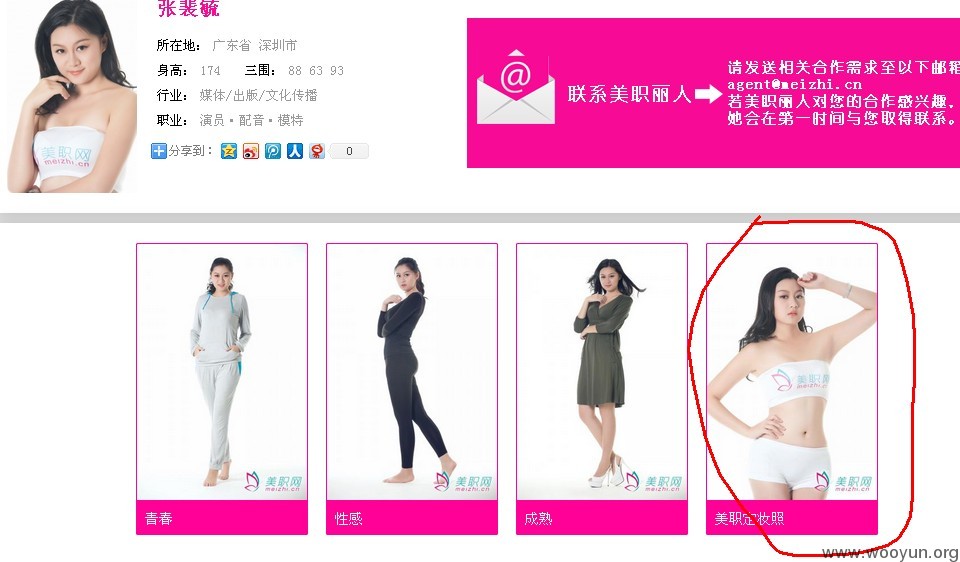 张裴毓
所在地： 广东省 深圳市
身高： 174 三围： 88 63 93
行业： 媒体/出版/文化传播
职业： 演员·配音·模特
分享到： 0
联系美职丽人
请发送相关合作需求至以下邮箱
agent@meizhi.cn
若美职丽人对您的合作感兴趣，
她会在第一时间与您取得联系。
美职网
meizhi.cn
美职网
meizhi.cn
美职网
meizhi.cn
美职网
meizhi.cn
美职网
meizhi.cn
美职网
meizhi.cn
青春
性感
成熟
美职定妆照
www.wooyun.org